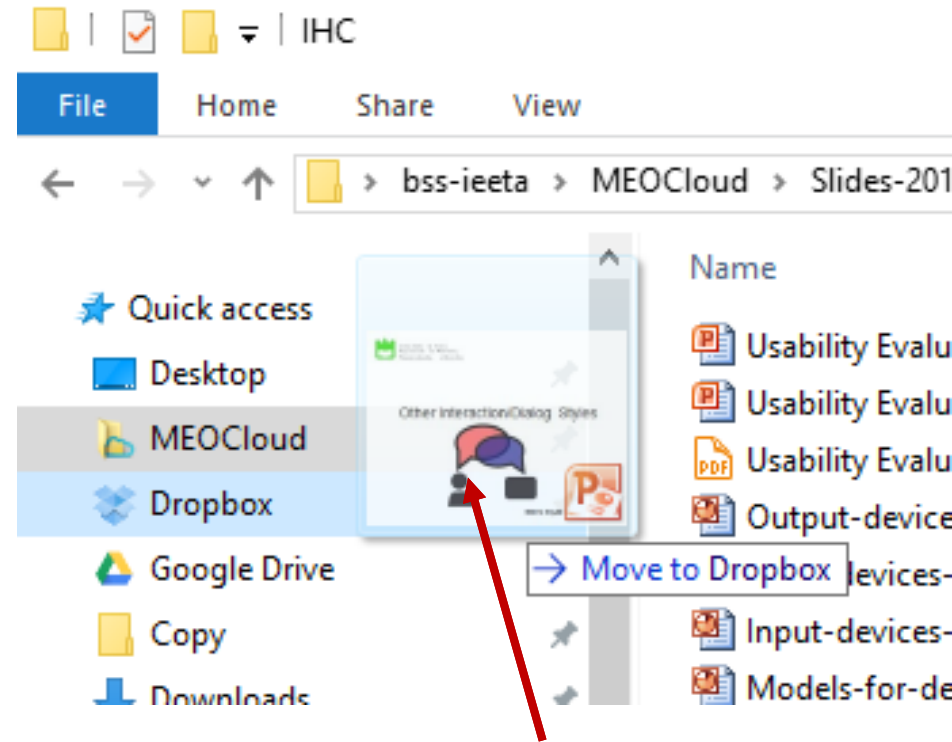 IHC
File Home Share View
bss-ieeta > MEOCloud > Slides-201
Name
Quick access
Desktop
MEOCloud
Dropbox
Google Drive
Copy
Downloads
Other Interaction/Dialog Styles
P
Move to Dropbox
Usability Evalu
Usability Evalu
PDF Usability Evalu
Output-device
levices-
Input-devices-
Models-for-de